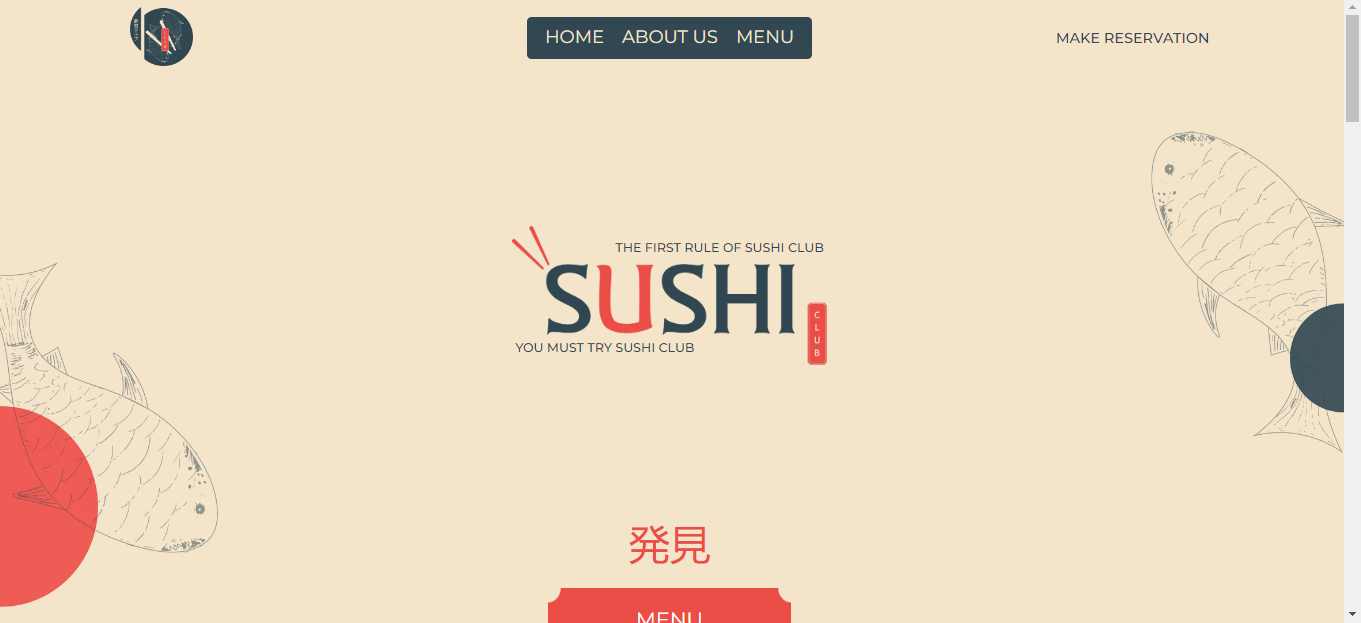 HOME ABOUT US MENU
MAKE RESERVATION
THE FIRST RULE OF SUSHI CLUB
SUSHI
CLUB
YOU MUST TRY SUSHI CLUB
発見
MENU